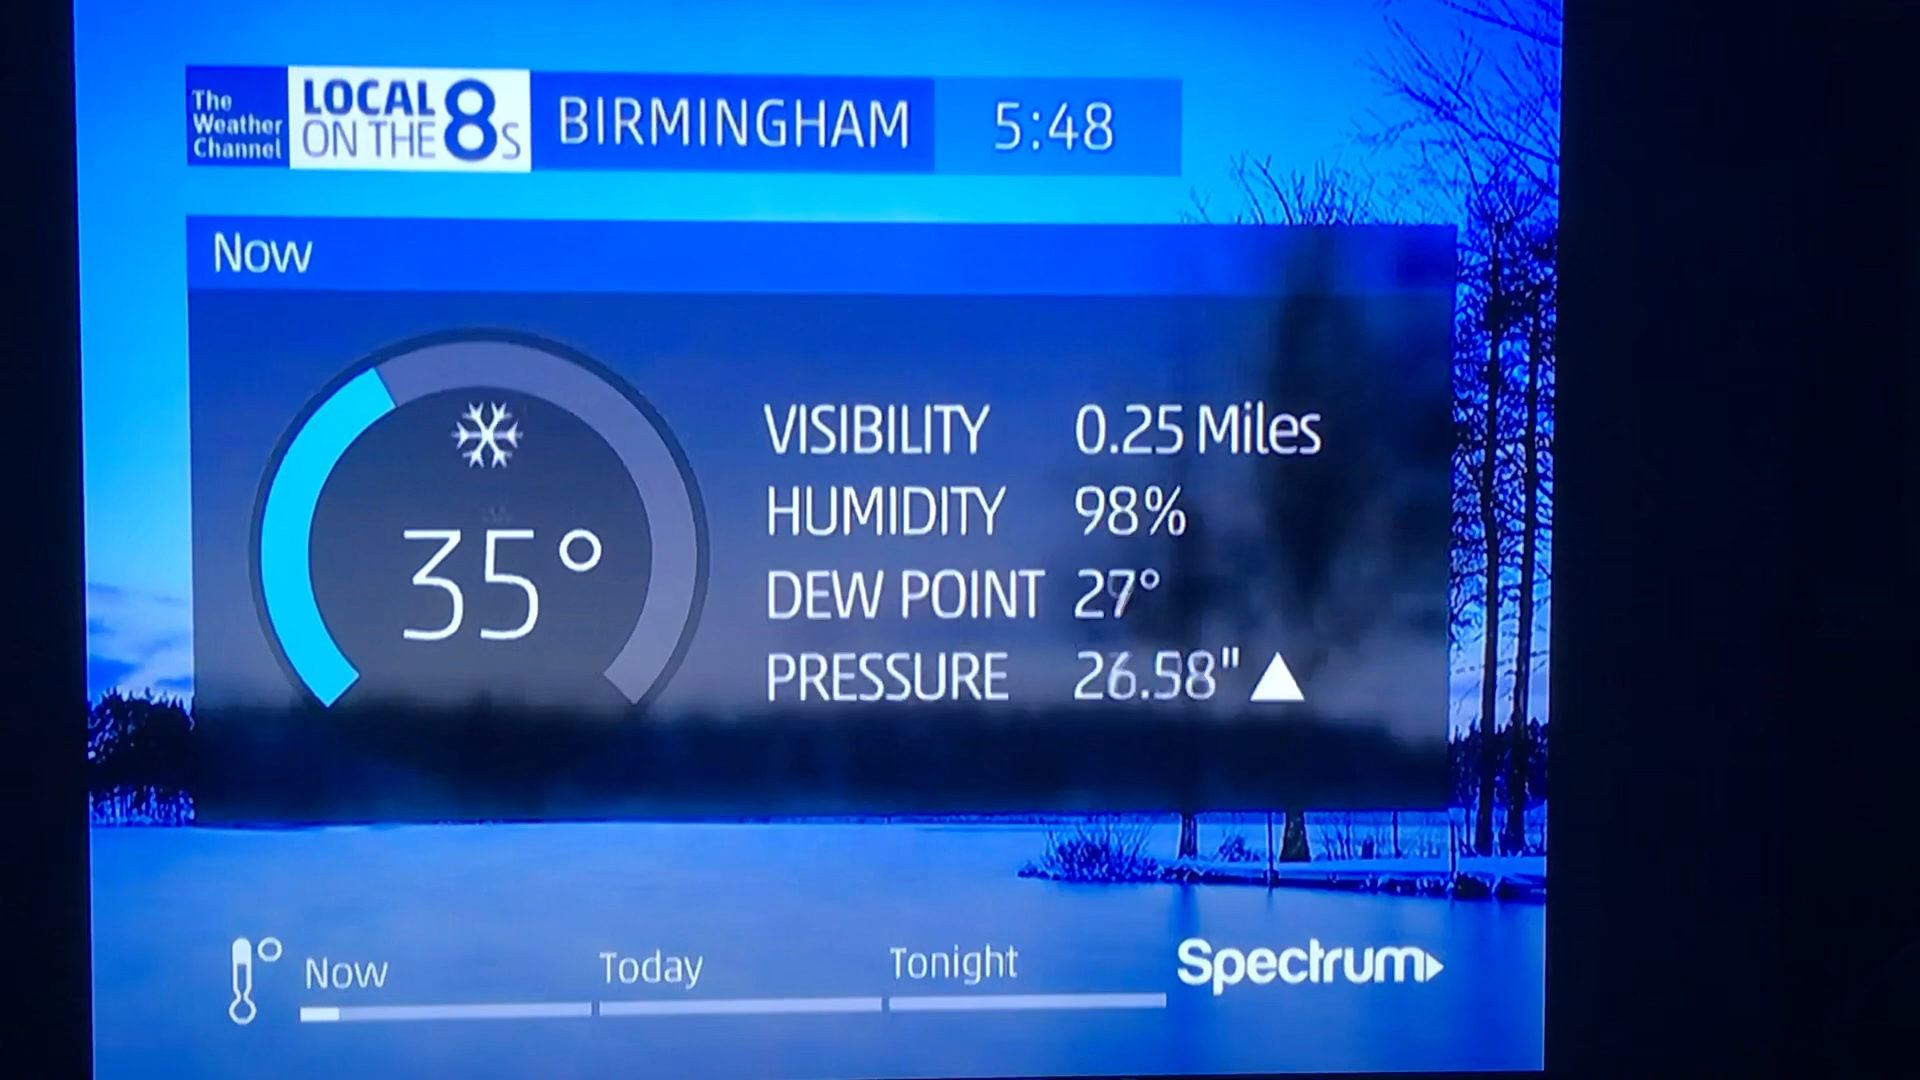 The
Weather
Channel
LOCAL
ON THE 8s
BIRMINGHAM
5:48
Now
35°
VISIBILITY 0.25 Miles
HUMIDITY 98%
DEW POINT 27°
PRESSURE 26.58"
Now
Today
Tonight
Spectrum